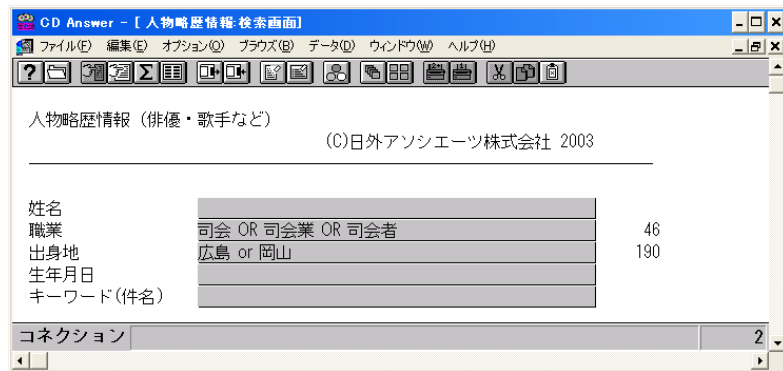 CD Answer - [ 人物略歴情報:検索画面]
ファイル(F) 編集(E) オプション(O) ブラウズ(B) データ(D) ウィンドウ(W) ヘルプ(H)
人物略歴情報（俳優・歌手など）
(C)日外アソシエーツ株式会社 2003
姓名
職業 司会 OR 司会業 OR 司会者 46
出身地 広島 or 岡山 190
生年月日
キーワード(件名)
コネクション 2